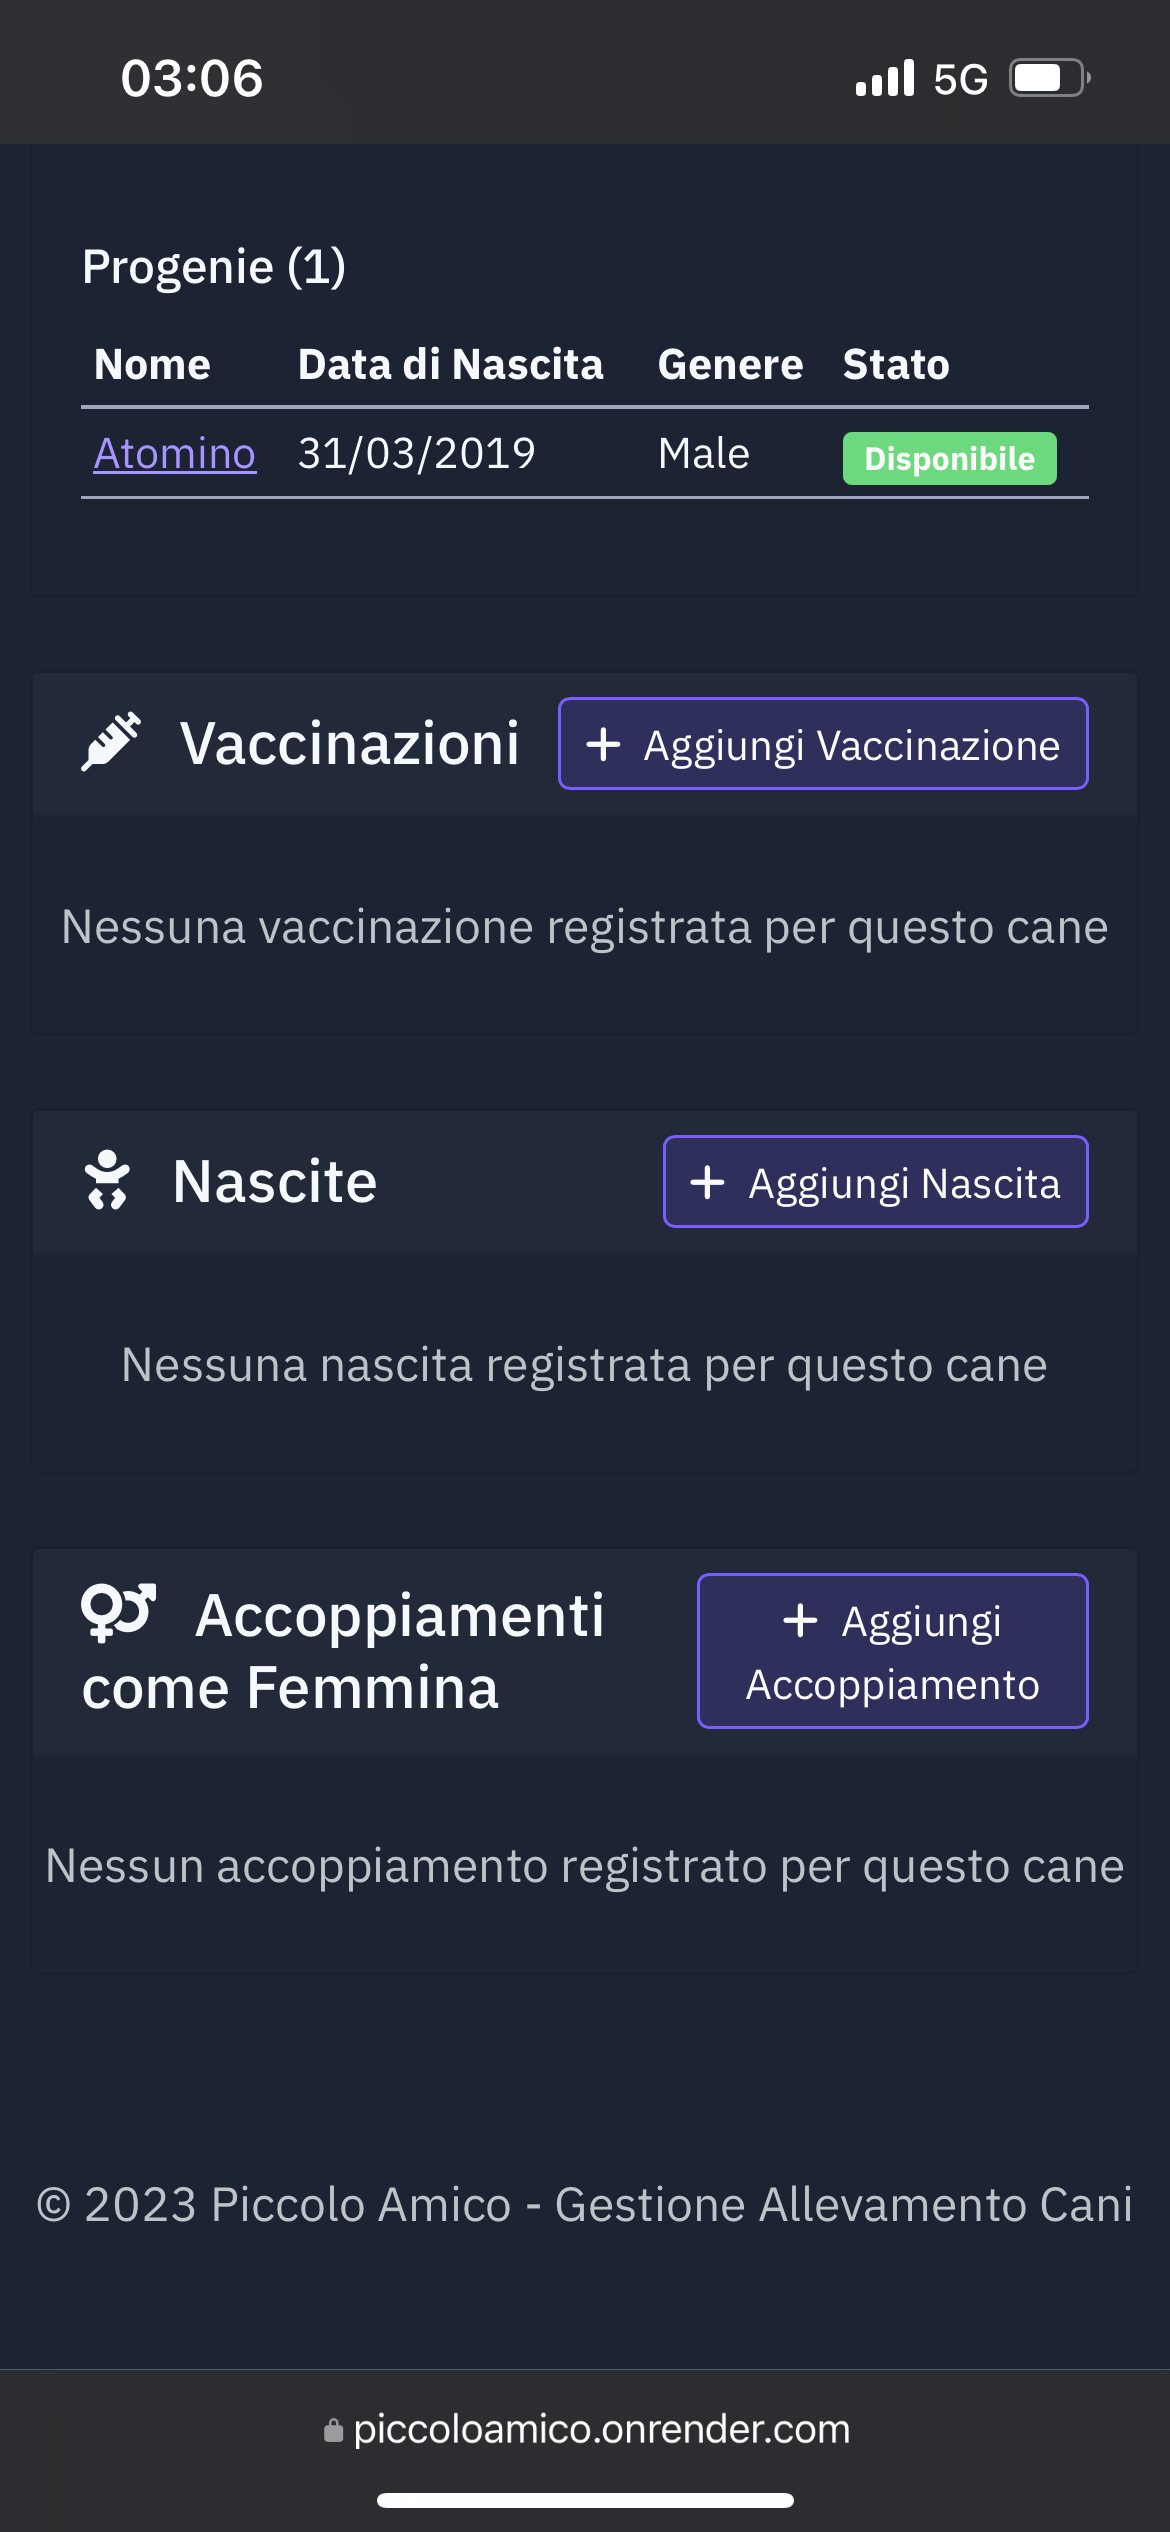 03:06
5G
Progenie (1)
Nome Data di Nascita Genere Stato
Atomino 31/03/2019 Male Disponibile
Vaccinazioni
+ Aggiungi Vaccinazione
Nessuna vaccinazione registrata per questo cane
Nascite
+ Aggiungi Nascita
Nessuna nascita registrata per questo cane
Accoppiamenti
come Femmina
+ Aggiungi
Accoppiamento
Nessun accoppiamento registrato per questo cane
© 2023 Piccolo Amico - Gestione Allevamento Cani
piccoloamico.onrender.com